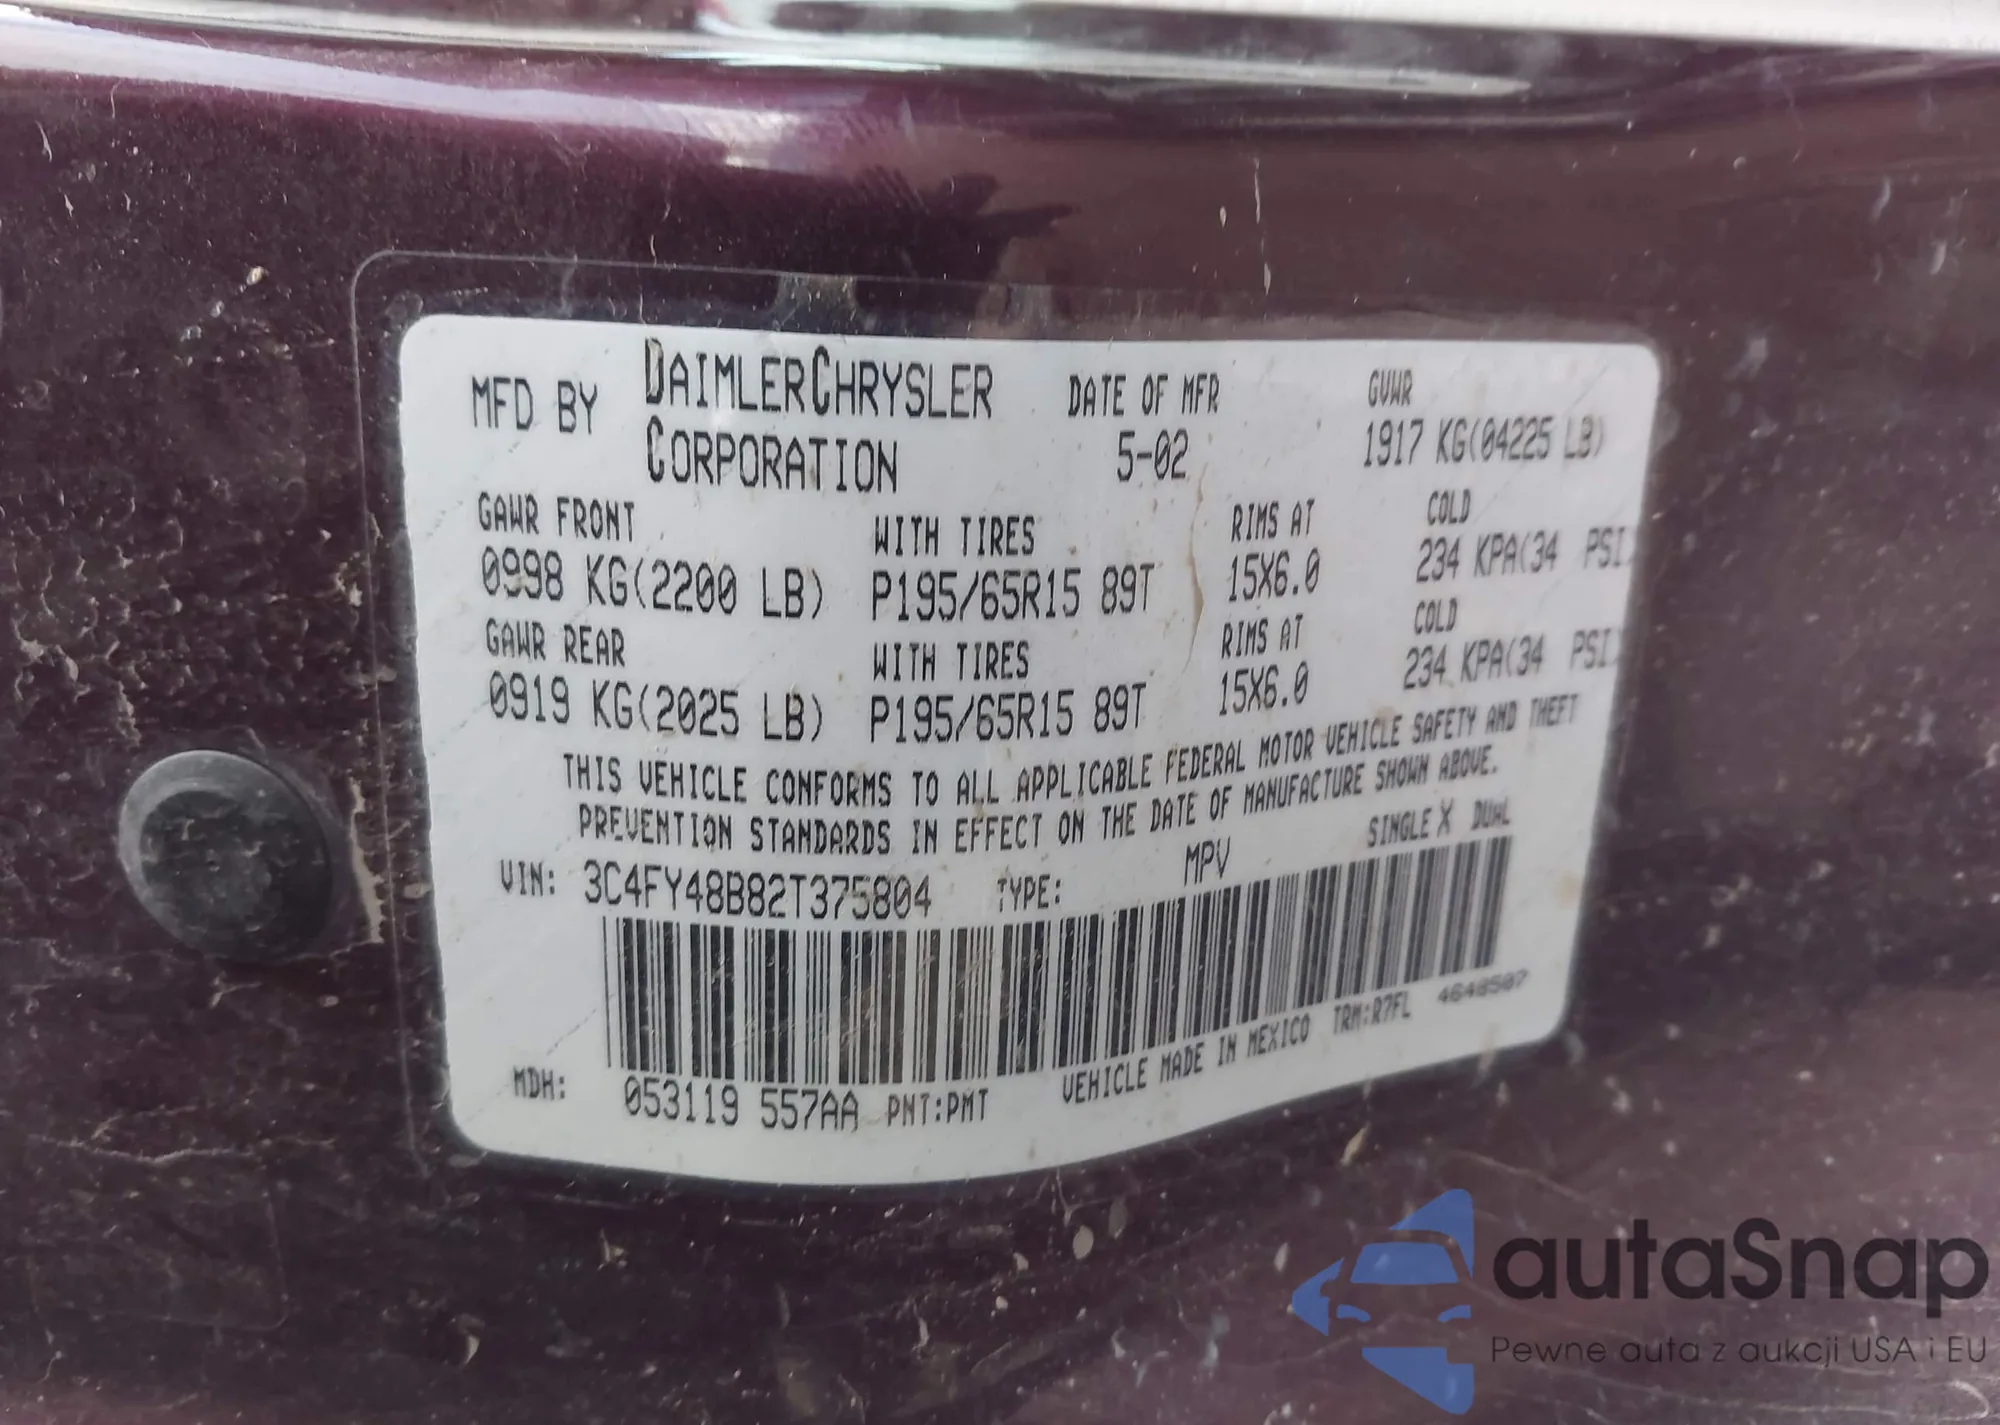 MFD BY DAIMLERCHRYSLER CORPORATION DATE OF MFR 5-02 GVWR 1917 KG(04225 LB)
GAWR FRONT WITH TIRES RIMS AT COLD
0998 KG(2200 LB) P195/65R15 89T 15X6.0 234 KPA(34 PSI)
GAWR REAR WITH TIRES RIMS AT COLD
0919 KG(2025 LB) P195/65R15 89T 15X6.0 234 KPA(34 PSI)
THIS VEHICLE CONFORMS TO ALL APPLICABLE FEDERAL MOTOR VEHICLE SAFETY AND THEFT
PREVENTION STANDARDS IN EFFECT ON THE DATE OF MANUFACTURE SHOWN ABOVE.
VIN: 3C4FY48B82T375804 TYPE: MPV SINGLE X DUAL
MDH: 053119 557AA PNT:PMT VEHICLE MADE IN MEXICO TRM:R7FL 4648507
autaSnap
Pewne auta z aukcji USA i EU